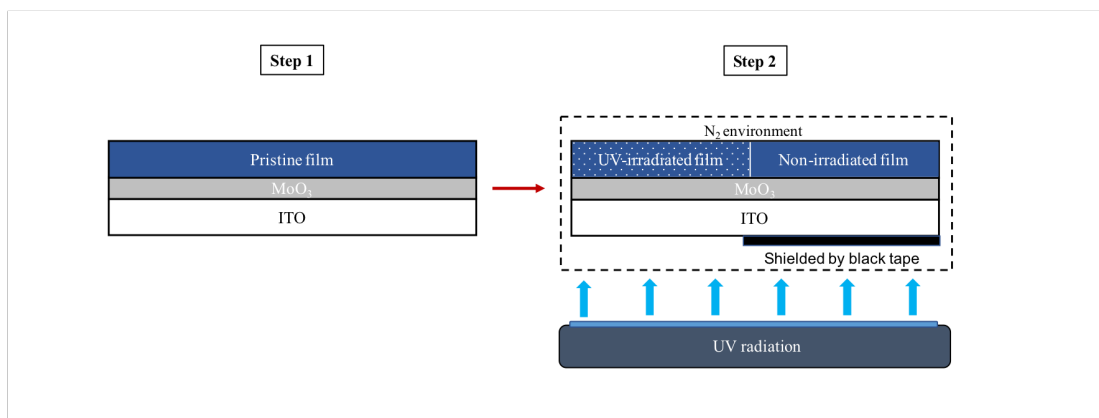 Step 1
Step 2
Pristine film
MoO₃
ITO
N₂ environment
UV-irradiated film
Non-irradiated film
MoO₃
ITO
Shielded by black tape
UV radiation